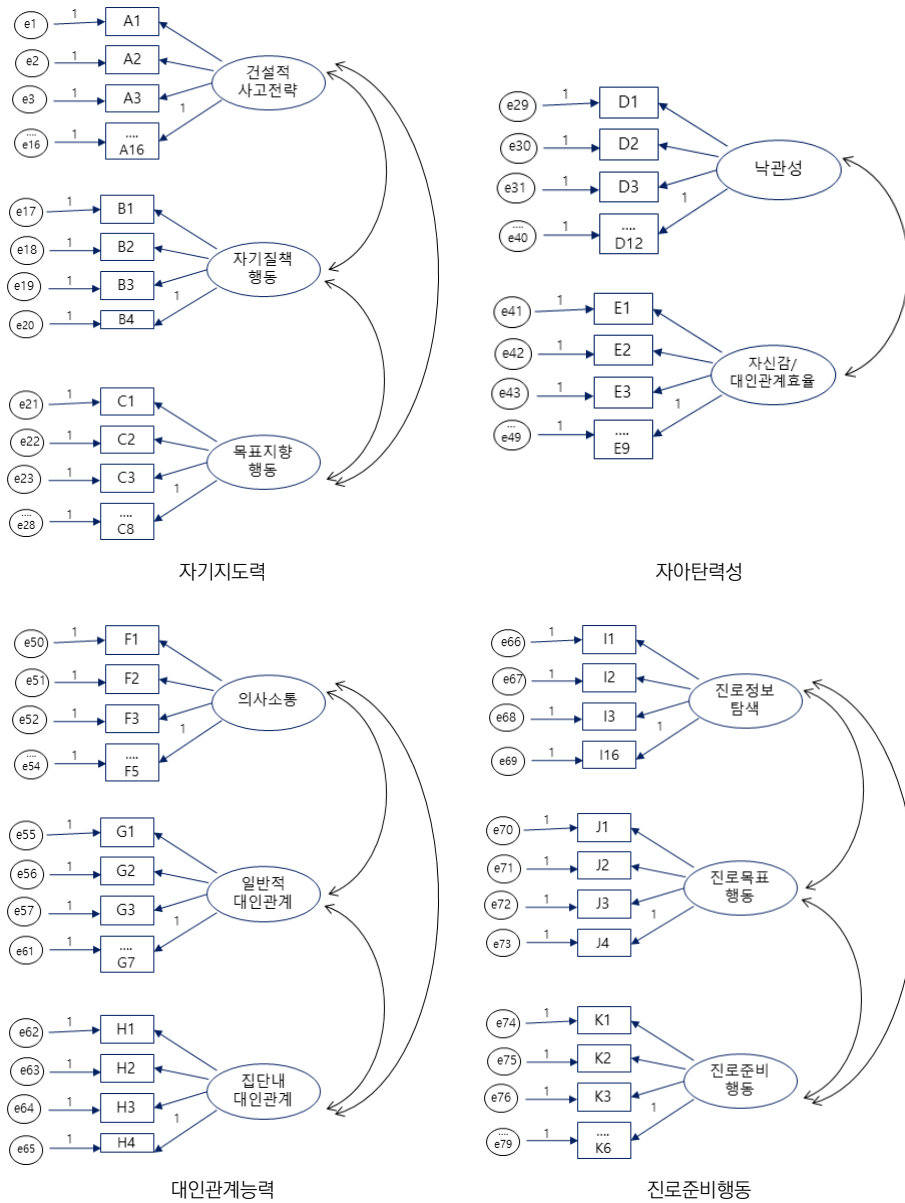 e1
1
A1
e2
1
A2
e3
1
A3
....
e16
1
....
A16
1
건설적
사고전략
e17
1
B1
e18
1
B2
e19
1
B3
e20
1
B4
1
자기질책
행동
e21
1
C1
e22
1
C2
e23
1
C3
....
e28
1
....
C8
1
목표지향
행동
자기지도력
e29
1
D1
e30
1
D2
e31
1
D3
....
e40
1
....
D12
1
낙관성
e41
1
E1
e42
1
E2
e43
1
E3
...
e49
1
....
E9
1
자신감/
대인관계효율
자아탄력성
e50
1
F1
e51
1
F2
e52
1
F3
....
e54
1
....
F5
1
의사소통
e55
1
G1
e56
1
G2
e57
1
G3
e61
1
....
G7
1
일반적
대인관계
e62
1
H1
e63
1
H2
e64
1
H3
e65
1
H4
1
집단내
대인관계
대인관계능력
e66
1
I1
e67
1
I2
e68
1
I3
e69
1
I16
1
진로정보
탐색
e70
1
J1
e71
1
J2
e72
1
J3
e73
1
J4
1
진로목표
행동
e74
1
K1
e75
1
K2
e76
1
K3
....
e79
1
....
K6
1
진로준비
행동
진로준비행동